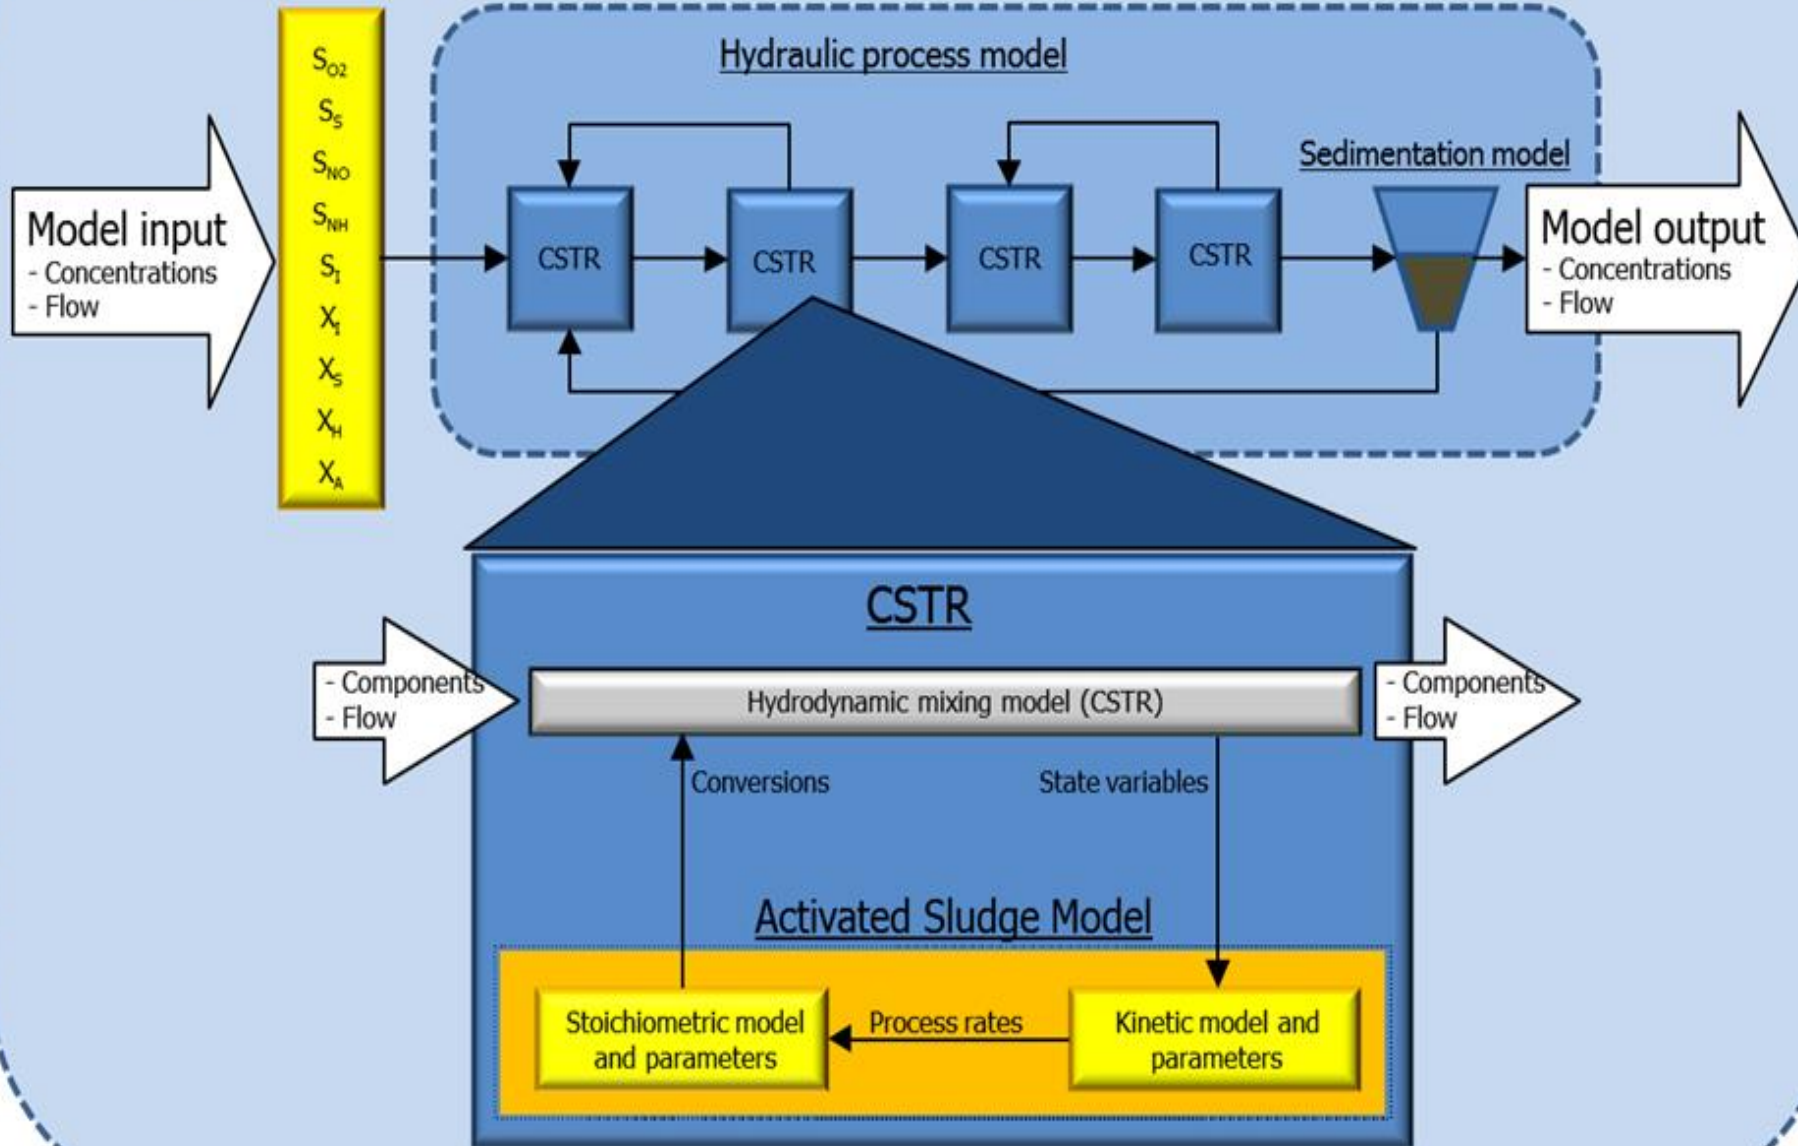 Model input
- Concentrations
- Flow
S_O2
S_S
S_NO
S_NH
S_I
X_I
X_S
X_H
X_A
Hydraulic process model
CSTR
CSTR
CSTR
CSTR
Sedimentation model
Model output
- Concentrations
- Flow
CSTR
- Components
- Flow
Hydrodynamic mixing model (CSTR)
- Components
- Flow
Conversions
State variables
Activated Sludge Model
Stoichiometric model
and parameters
Process rates
Kinetic model and
parameters